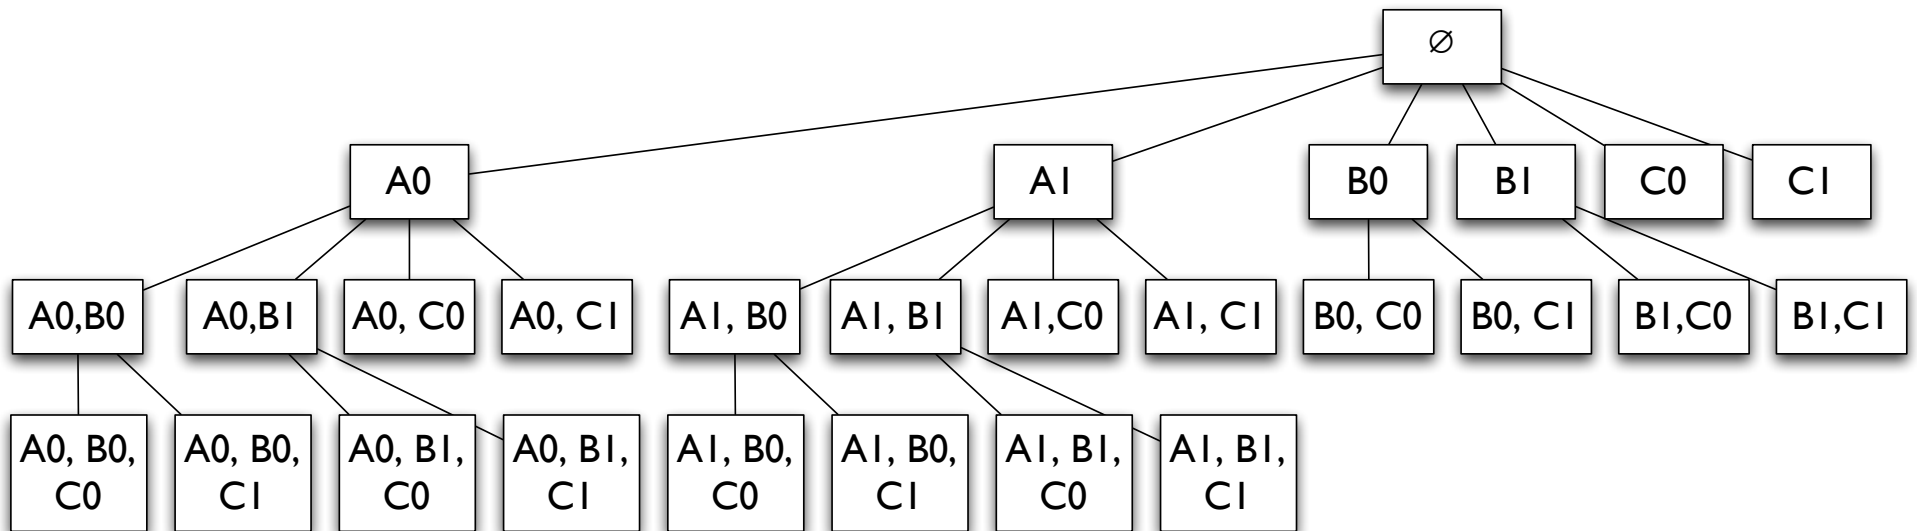 ∅
A0
A1
B0
B1
C0
C1
A0,B0
A0,B1
A0, C0
A0, C1
A1, B0
A1, B1
A1,C0
A1, C1
B0, C0
B0, C1
B1,C0
B1,C1
A0, B0,
C0
A0, B0,
C1
A0, B1,
C0
A0, B1,
C1
A1, B0,
C0
A1, B0,
C1
A1, B1,
C0
A1, B1,
C1